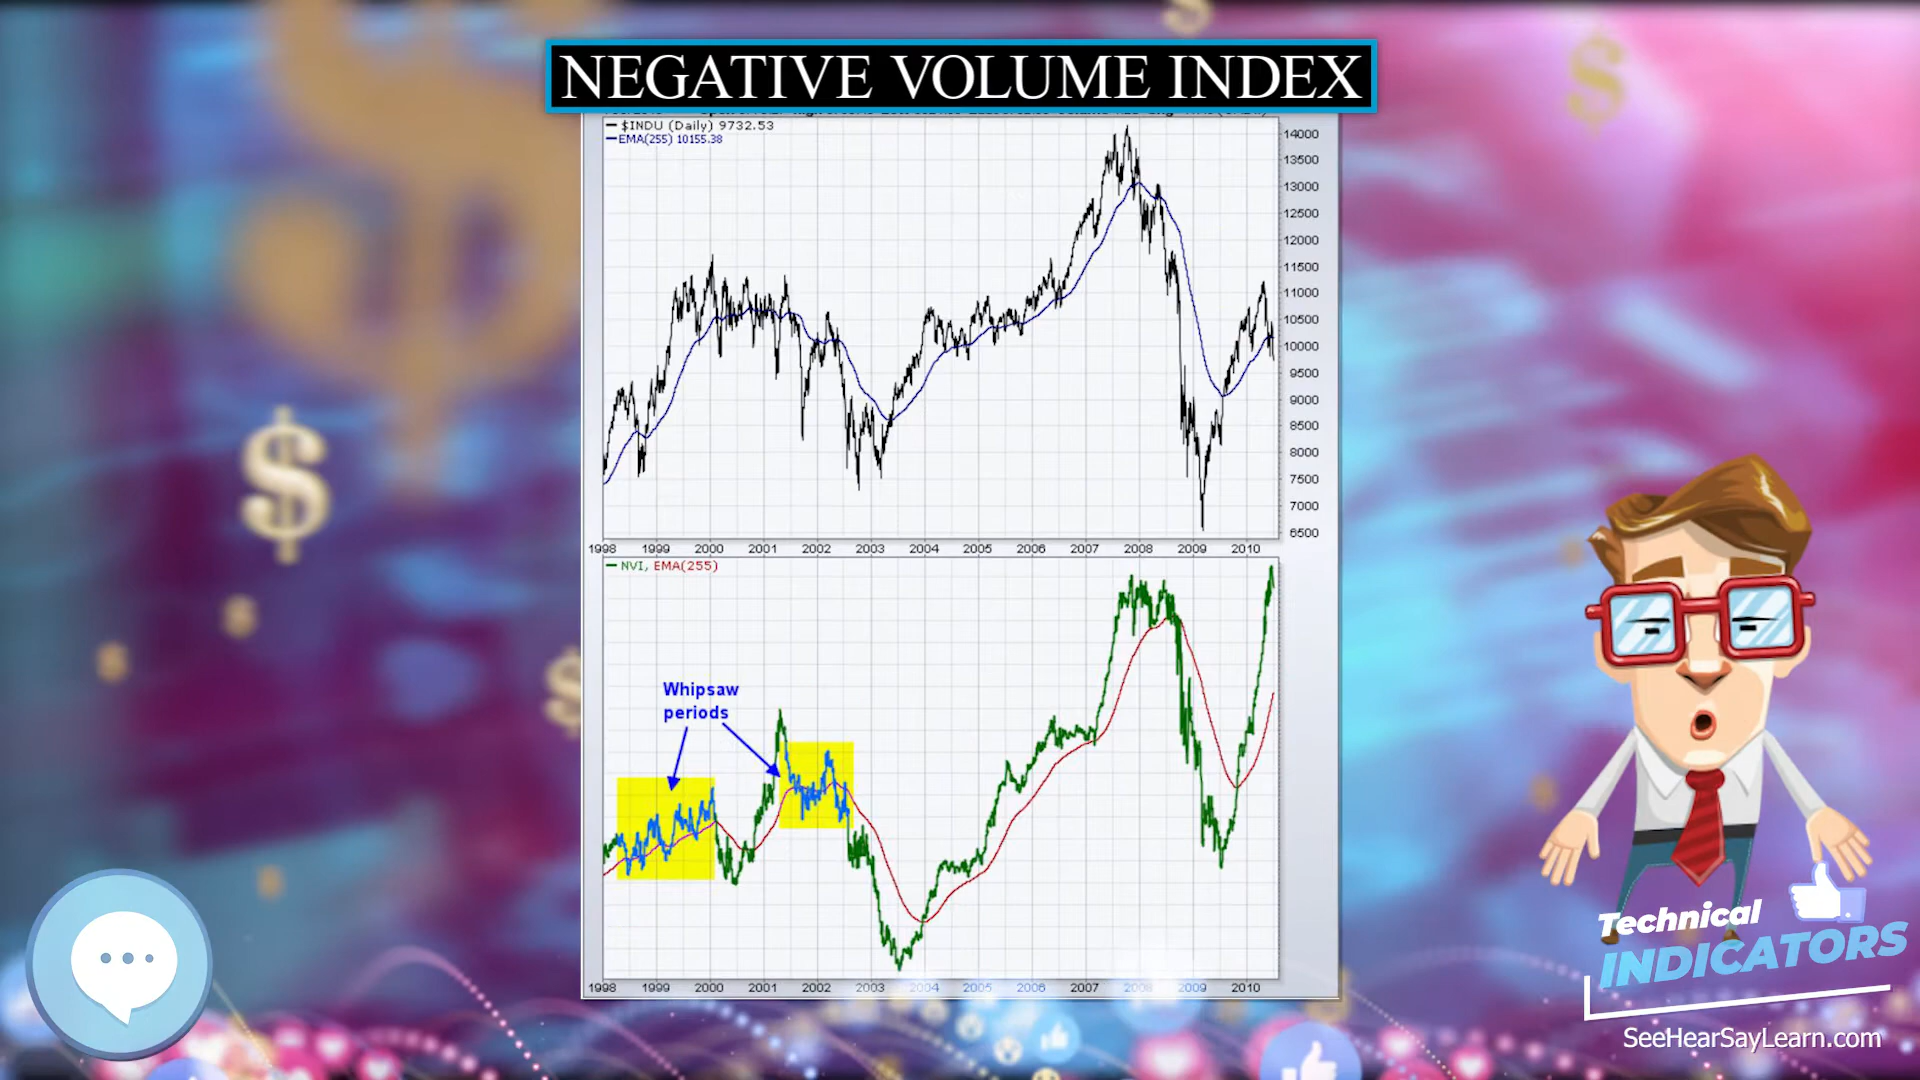 NEGATIVE VOLUME INDEX
$INDU (Daily) 9732.53
EMA(255) 10155.38
14000
13500
13000
12500
12000
11500
11000
10500
10000
9500
9000
8500
8000
7500
7000
6500
1998 1999 2000 2001 2002 2003 2004 2005 2006 2007 2008 2009 2010
NVI, EMA(255)
Whipsaw
periods
1998 1999 2000 2001 2002 2003 2004 2005 2006 2007 2008 2009 2010
Technical
INDICATORS
SeeHearSayLearn.com